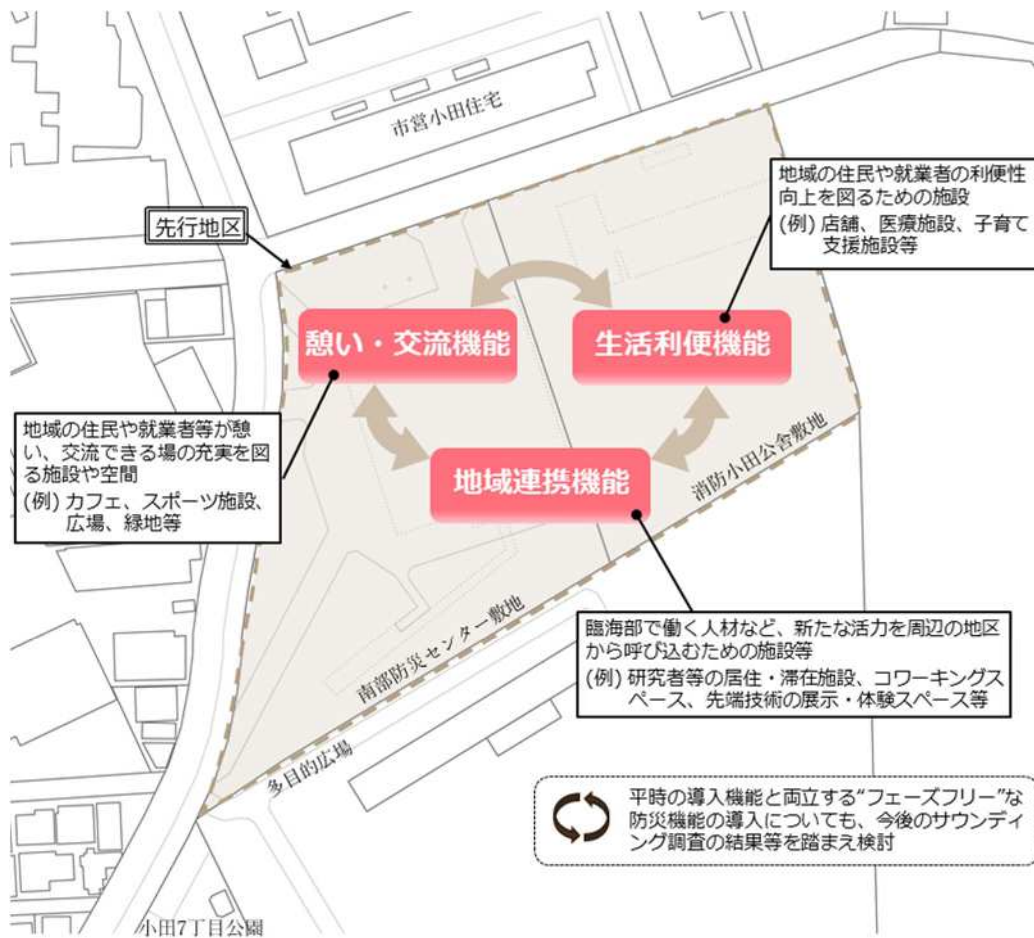 市営小田住宅
地域の住民や就業者の利便性
向上を図るための施設
(例) 店舗、医療施設、子育て
支援施設等
先行地区
憩い・交流機能
生活利便機能
地域の住民や就業者等が憩
い、交流できる場の充実を図
る施設や空間
(例) カフェ、スポーツ施設、
広場、緑地等
地域連携機能
消防小田公舎敷地
南部防災センター敷地
臨海部で働く人材など、新たな活力を周辺の地区
から呼び込むための施設等
(例) 研究者等の居住・滞在施設、コワーキングス
ペース、先端技術の展示・体験スペース等
多目的広場
平時の導入機能と両立する“フェーズフリー”な
防災機能の導入についても、今後のサウンディ
ング調査の結果等を踏まえ検討
小田7丁目公園